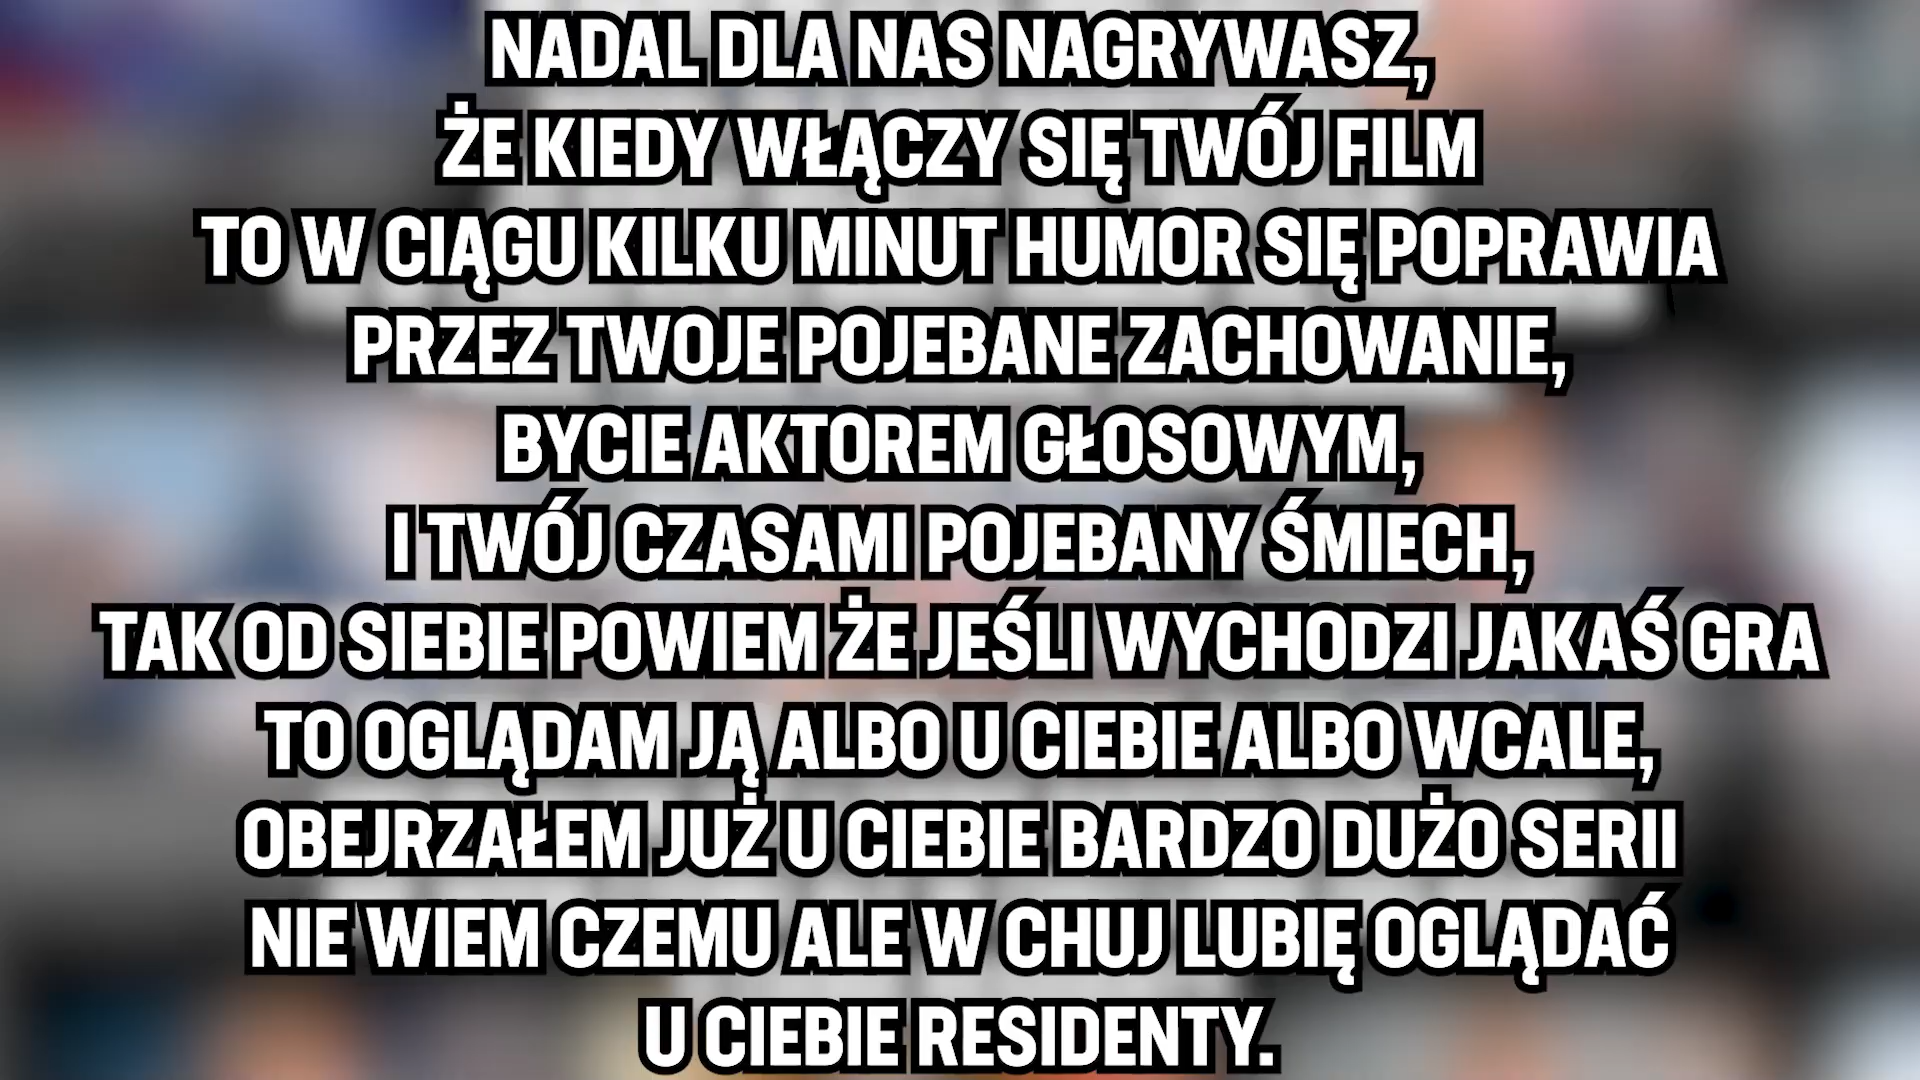 NADAL DLA NAS NAGRYWASZ,
ŻE KIEDY WŁĄCZY SIĘ TWÓJ FILM
TO W CIĄGU KILKU MINUT HUMOR SIĘ POPRAWIA
PRZEZ TWOJE POJEBANE ZACHOWANIE,
BYCIE AKTOREM GŁOSOWYM,
I TWÓJ CZASAMI POJEBANY ŚMIECH,
TAK OD SIEBIE POWIEM ŻE JEŚLI WYCHODZI JAKAŚ GRA
TO OGLĄDAM JĄ ALBO U CIEBIE ALBO WCALE,
OBEJRZAŁEM JUŻ U CIEBIE BARDZO DUŻO SERII
NIE WIEM CZEMU ALE W CHUJ LUBIĘ OGLĄDAĆ
U CIEBIE RESIDENTY.